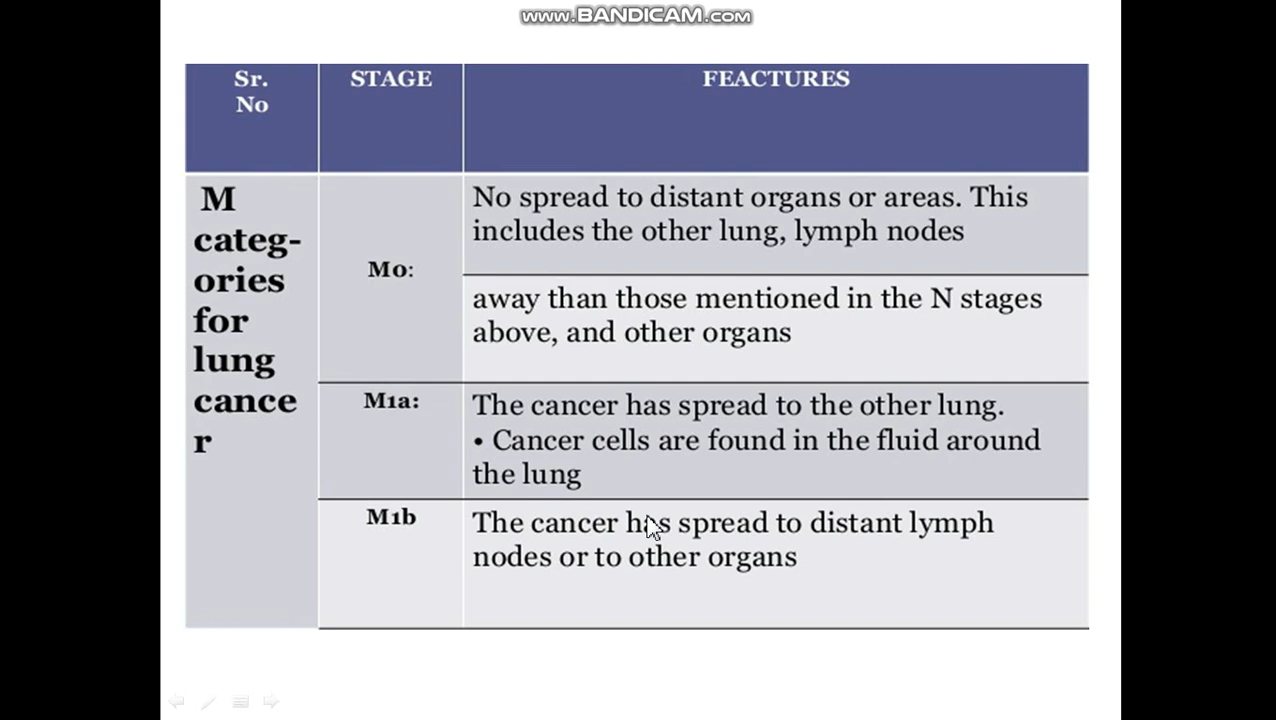 www.BANDICAM.com
Sr.
No
STAGE
FEACTURES
M
categ-
ories
for
lung
cance
r
M0:
No spread to distant organs or areas. This
includes the other lung, lymph nodes
away than those mentioned in the N stages
above, and other organs
M1a:
The cancer has spread to the other lung.
• Cancer cells are found in the fluid around
the lung
M1b
The cancer has spread to distant lymph
nodes or to other organs